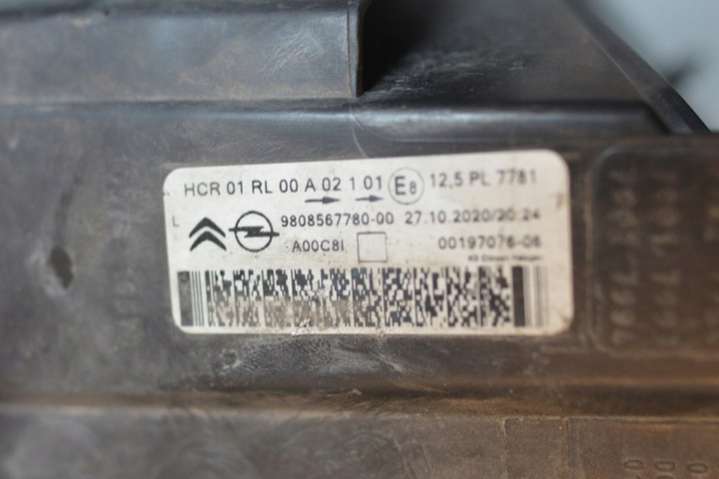 HCR 01 RL 00 A 02 1 01 E8 12,5 PL 7781
L 9808567780-00 27.10.2020/20:24
A00C8I 00197076-06